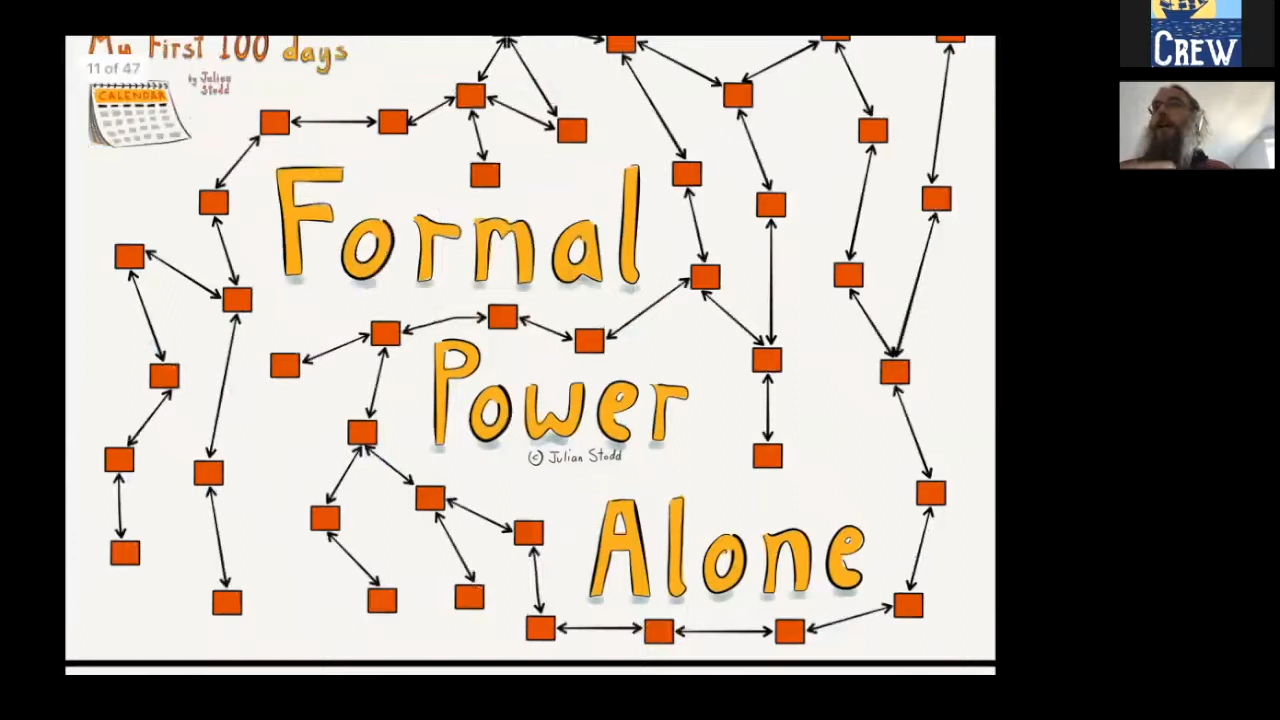 My First 100 days
11 of 47
by Julian
Stodd
CALENDAR
CREW
Formal
Power
© Julian Stodd
Alone